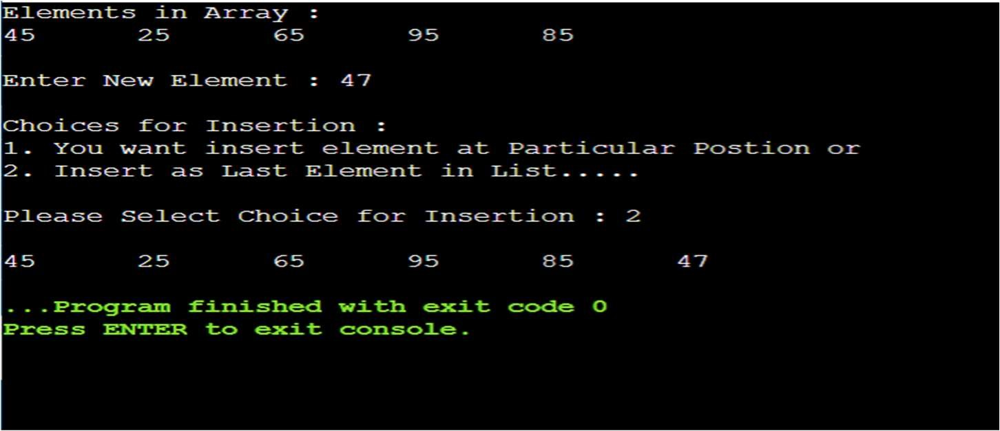 Elements in Array :
45 25 65 95 85
Enter New Element : 47
Choices for Insertion :
1. You want insert element at Particular Postion or
2. Insert as Last Element in List.....
Please Select Choice for Insertion : 2
45 25 65 95 85 47
...Program finished with exit code 0
Press ENTER to exit console.